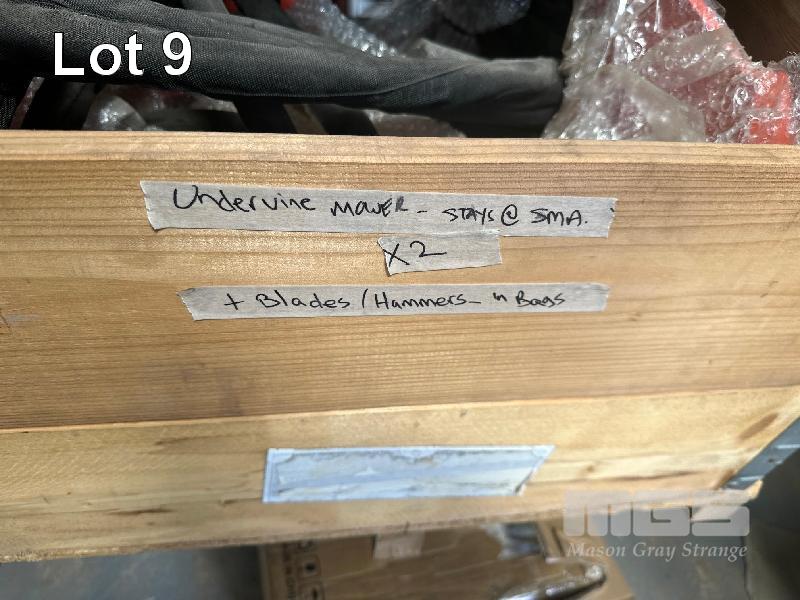 Lot 9
Undervine mower - STAYS @ SMA.
X2
+ Blades / Hammers - in Bags
MGS
Mason Gray Strange